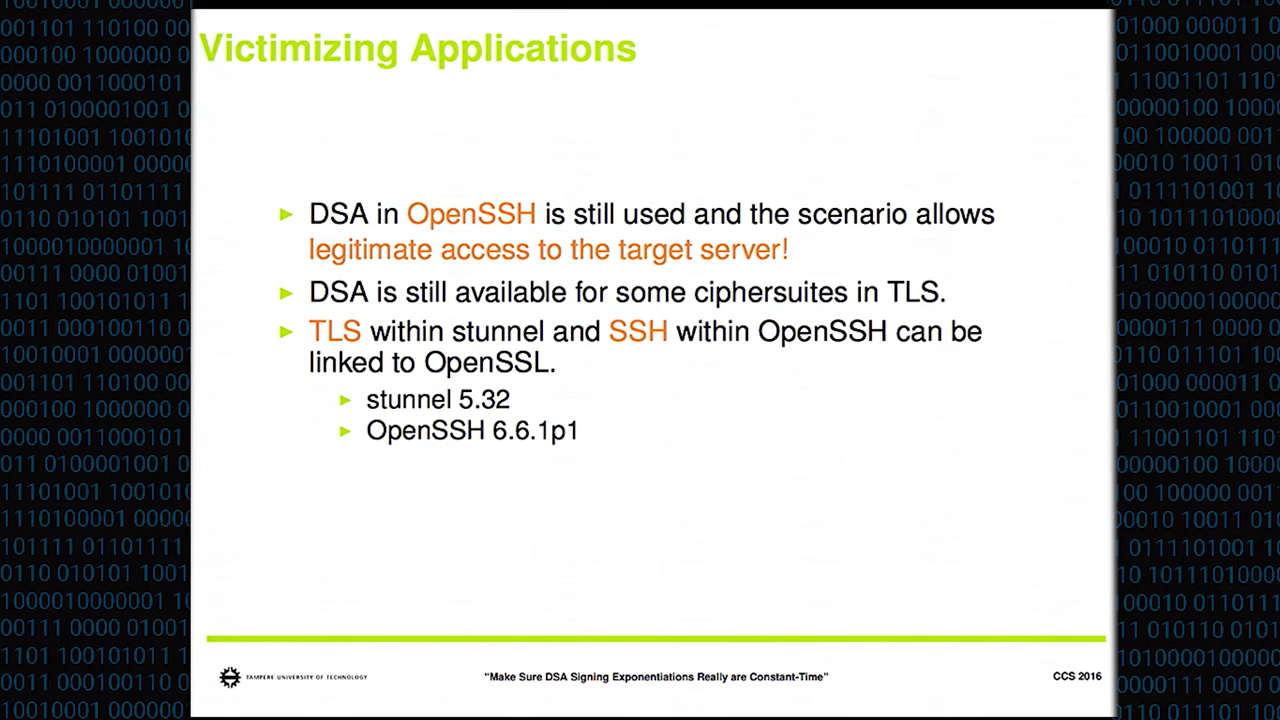 Victimizing Applications
DSA in OpenSSH is still used and the scenario allows
legitimate access to the target server!
DSA is still available for some ciphersuites in TLS.
TLS within stunnel and SSH within OpenSSH can be
linked to OpenSSL.
stunnel 5.32
OpenSSH 6.6.1p1
TAMPERE UNIVERSITY OF TECHNOLOGY
“Make Sure DSA Signing Exponentiations Really are Constant-Time”
CCS 2016